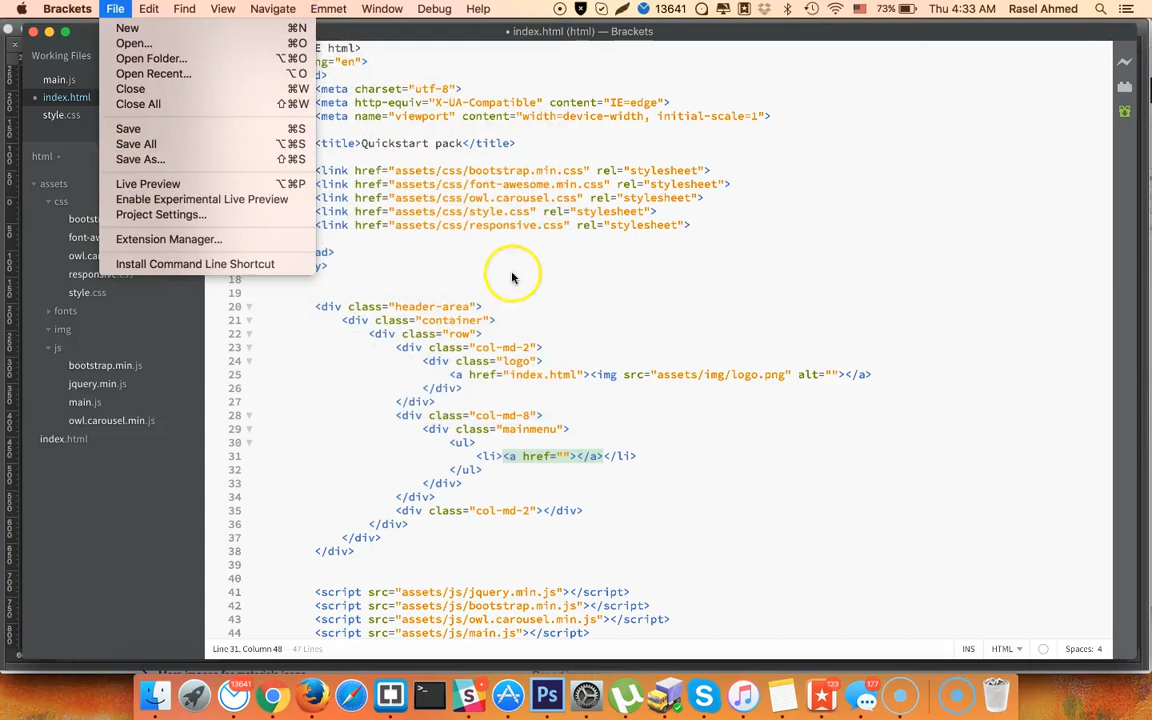 Brackets File Edit Find View Navigate Emmet Window Debug Help 13641 73% Thu 4:33 AM Rasel Ahmed
• index.html (html) — Brackets
New ⌘N
Open... ⌘O
Open Folder... ⌥⌘O
Open Recent... ⌥O
Close ⌘W
Close All ⇧⌘W
Save ⌘S
Save All ⌥⌘S
Save As... ⇧⌘S
Live Preview ⌥⌘P
Enable Experimental Live Preview
Project Settings...
Extension Manager...
Install Command Line Shortcut
Working Files
main.js
• index.html
style.css
html
assets
css
boots
font-aw
owl.ca
respons
style.css
fonts
img
js
bootstrap.min.js
jquery.min.js
main.js
owl.carousel.min.js
index.html
E html>
ng="en">
d>
<meta charset="utf-8">
<meta http-equiv="X-UA-Compatible" content="IE=edge">
<meta name="viewport" content="width=device-width, initial-scale=1">
<title>Quickstart pack</title>
<link href="assets/css/bootstrap.min.css" rel="stylesheet">
<link href="assets/css/font-awesome.min.css" rel="stylesheet">
<link href="assets/css/owl.carousel.css" rel="stylesheet">
<link href="assets/css/style.css" rel="stylesheet">
<link href="assets/css/responsive.css" rel="stylesheet">
ad>
y>
18
19
20 <div class="header-area">
21 <div class="container">
22 <div class="row">
23 <div class="col-md-2">
24 <div class="logo">
25 <a href="index.html"><img src="assets/img/logo.png" alt=""></a>
26 </div>
27 </div>
28 <div class="col-md-8">
29 <div class="mainmenu">
30 <ul>
31 <li><a href=""></a></li>
32 </ul>
33 </div>
34 </div>
35 <div class="col-md-2"></div>
36 </div>
37 </div>
38 </div>
39
40
41 <script src="assets/js/jquery.min.js"></script>
42 <script src="assets/js/bootstrap.min.js"></script>
43 <script src="assets/js/owl.carousel.min.js"></script>
44 <script src="assets/js/main.js"></script>
Line 31, Column 48 — 47 Lines INS HTML Spaces: 4
13641 Ps 123 177